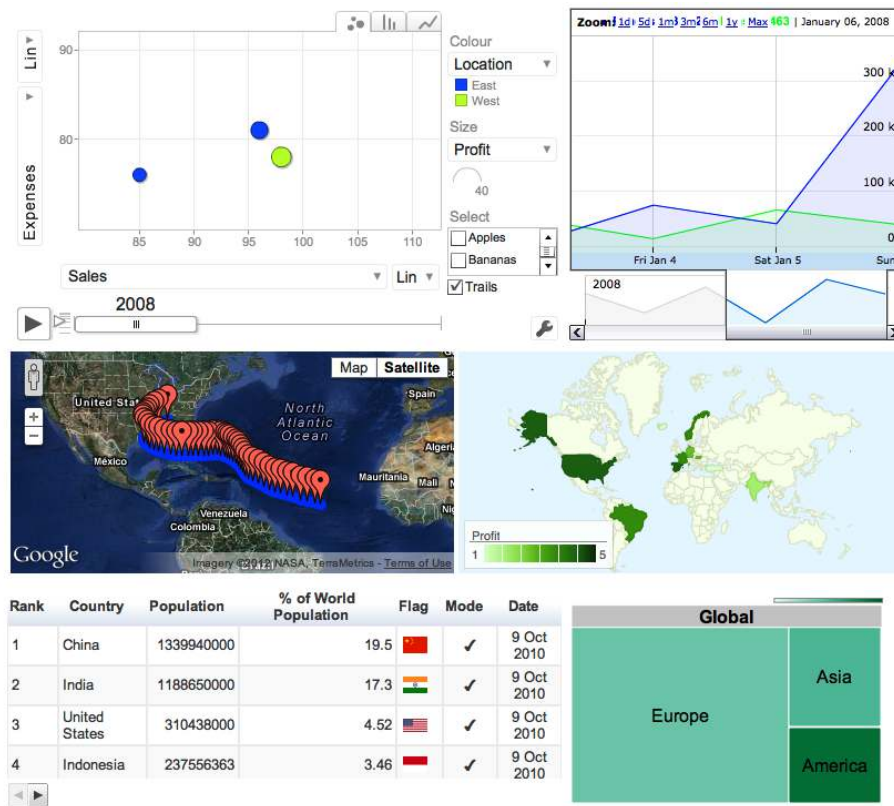 90
80
85 90 95 100 105 110
Lin
Expenses
Sales
Lin
2008
Colour
Location
East
West
Size
Profit
40
Select
Apples
Bananas
Trails
Zoom: 1d 5d 1m 3m 6m 1y Max 463 | January 06, 2008
300 k
200 k
100 k
Fri Jan 4 Sat Jan 5 Sun
2008
Map Satellite
United Stat
North
Atlantic
Ocean
México
Venezuela
Colombia
Spain
Algeria
Mauritania
Google
Imagery ©2012 NASA, TerraMetrics - Terms of Use
Profit
1 5
Rank Country Population % of World Population Flag Mode Date
1 China 1339940000 19.5 9 Oct 2010
2 India 1188650000 17.3 9 Oct 2010
3 United States 310438000 4.52 9 Oct 2010
4 Indonesia 237556363 3.46 9 Oct 2010
Global
Europe
Asia
America